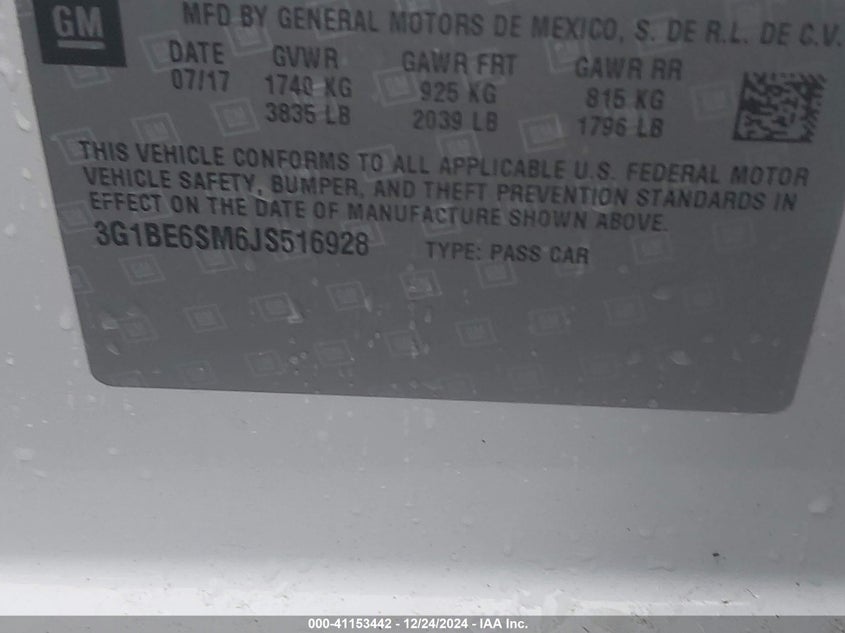 GM
MFD BY GENERAL MOTORS DE MEXICO, S. DE R.L. DE C.V.
DATE GVWR GAWR FRT GAWR RR
07/17 1740 KG 925 KG 815 KG
3835 LB 2039 LB 1796 LB
THIS VEHICLE CONFORMS TO ALL APPLICABLE U.S. FEDERAL MOTOR
VEHICLE SAFETY, BUMPER, AND THEFT PREVENTION STANDARDS IN
EFFECT ON THE DATE OF MANUFACTURE SHOWN ABOVE.
3G1BE6SM6JS516928 TYPE: PASS CAR
000-41153442 - 12/24/2024 - IAA Inc.